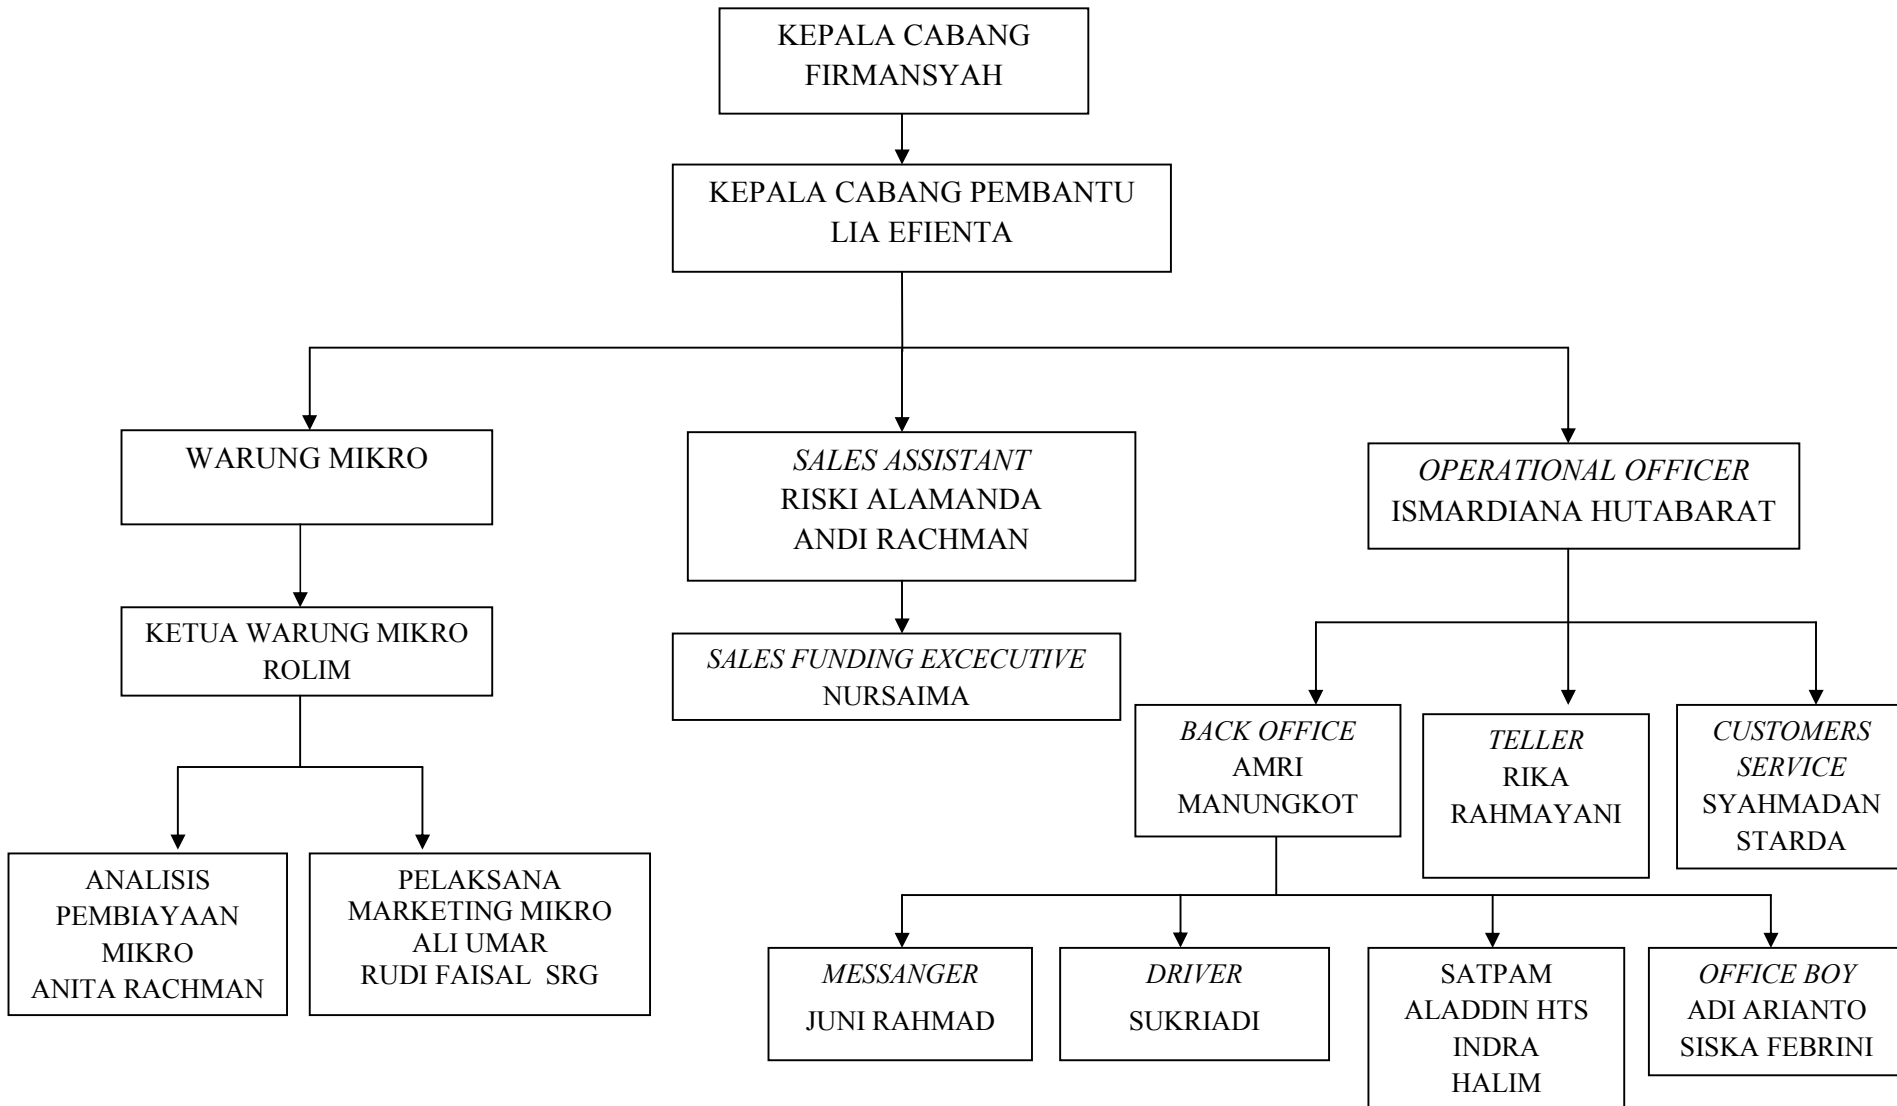 KEPALA CABANG
FIRMANSYAH
KEPALA CABANG PEMBANTU
LIA EFIENTA
WARUNG MIKRO
SALES ASSISTANT
RISKI ALAMANDA
ANDI RACHMAN
OPERATIONAL OFFICER
ISMARDIANA HUTABARAT
KETUA WARUNG MIKRO
ROLIM
SALES FUNDING EXCECUTIVE
NURSAIMA
BACK OFFICE
AMRI
MANUNGKOT
TELLER
RIKA
RAHMAYANI
CUSTOMERS
SERVICE
SYAHMADAN
STARDA
ANALISIS
PEMBIAYAAN
MIKRO
ANITA RACHMAN
PELAKSANA
MARKETING MIKRO
ALI UMAR
RUDI FAISAL  SRG
MESSANGER
JUNI RAHMAD
DRIVER
SUKRIADI
SATPAM
ALADDIN HTS
INDRA
HALIM
OFFICE BOY
ADI ARIANTO
SISKA FEBRINI